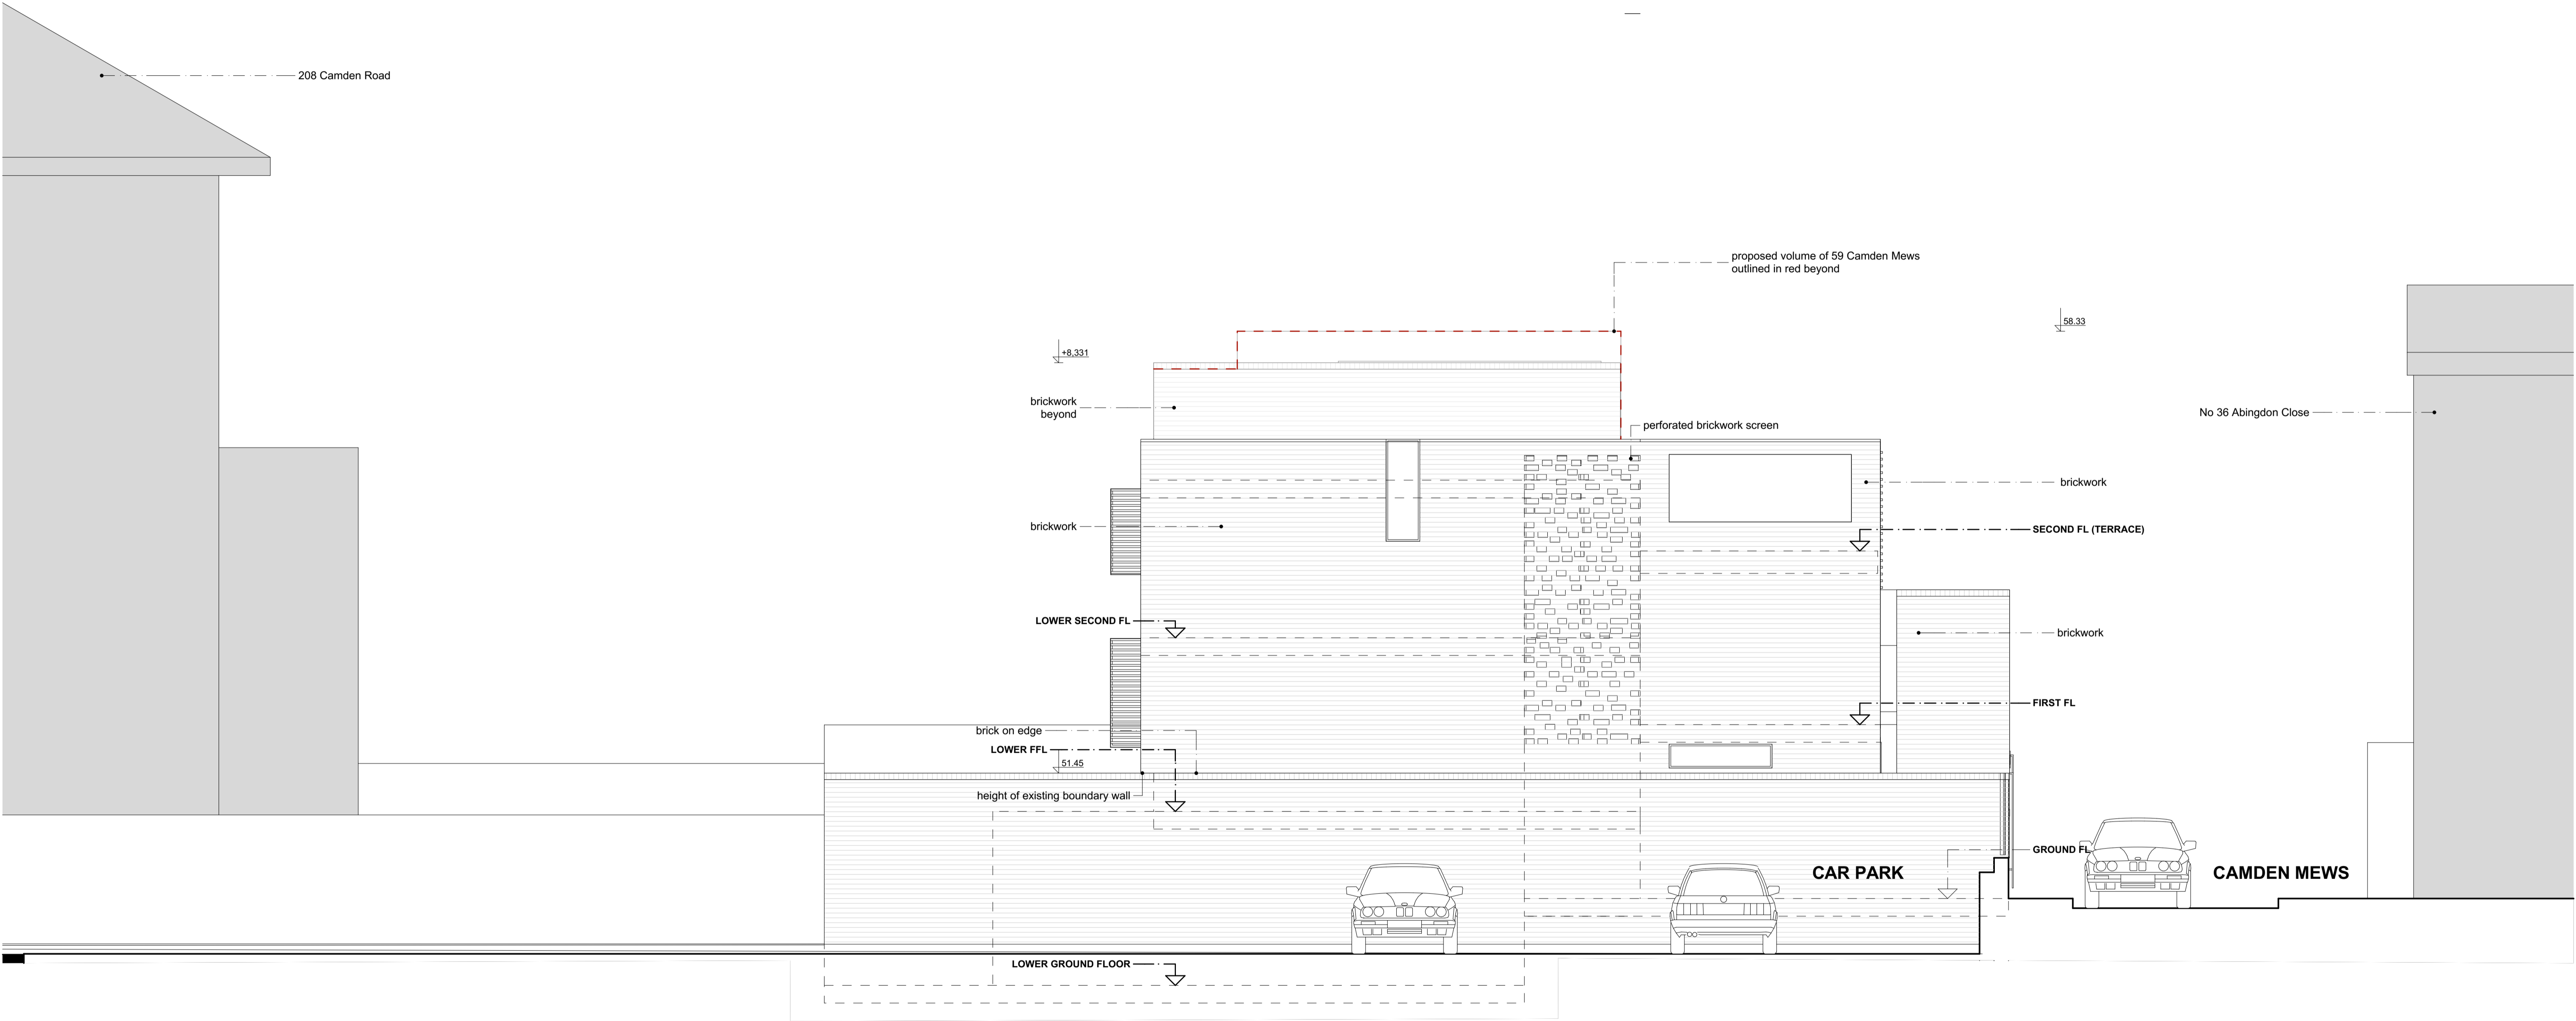 208 Camden Road
proposed volume of 59 Camden Mews
outlined in red beyond
58.33
+8,331
brickwork
beyond
No 36 Abingdon Close
perforated brickwork screen
brickwork
brickwork
SECOND FL (TERRACE)
LOWER SECOND FL
brickwork
FIRST FL
brick on edge
LOWER FFL
51.45
height of existing boundary wall
GROUND FL
CAR PARK
CAMDEN MEWS
LOWER GROUND FLOOR